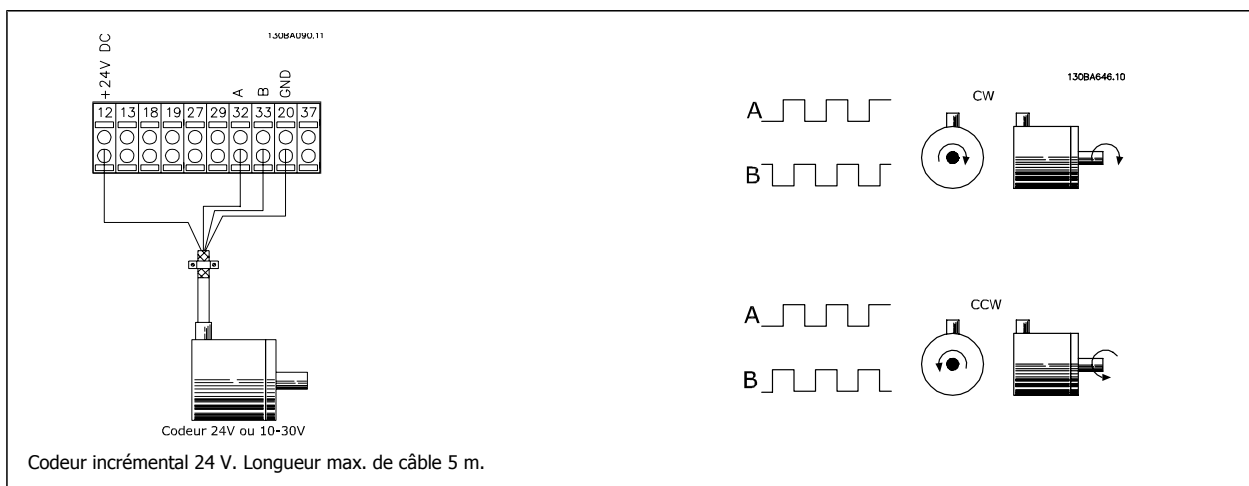 130BA090.11
+24V DC
A
B
GND
12 13 18 19 27 29 32 33 20 37
Codeur 24V ou 10-30V
130BA646.10
A
CW
B
A
CCW
B
Codeur incrémental 24 V. Longueur max. de câble 5 m.